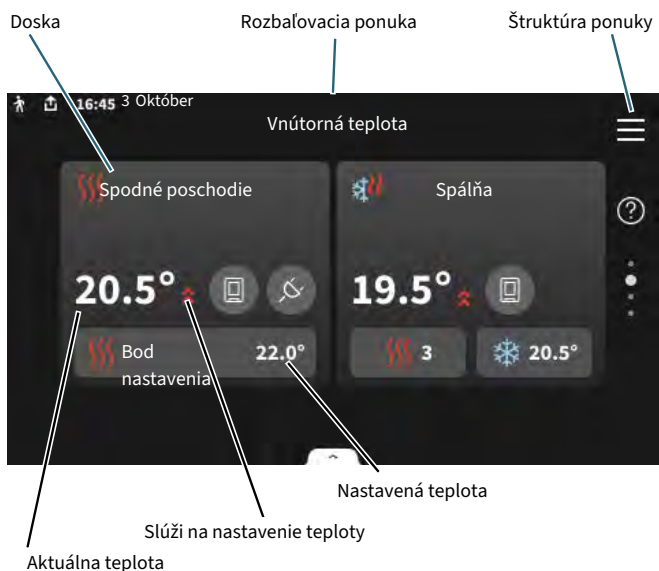 Doska
Rozbaľovacia ponuka
Štruktúra ponuky
16:45 3 Október
Vnútorná teplota
Spodné poschodie
Spálňa
20.5°
19.5°
Bod
nastavenia
22.0°
3
20.5°
Nastavená teplota
Slúži na nastavenie teploty
Aktuálna teplota